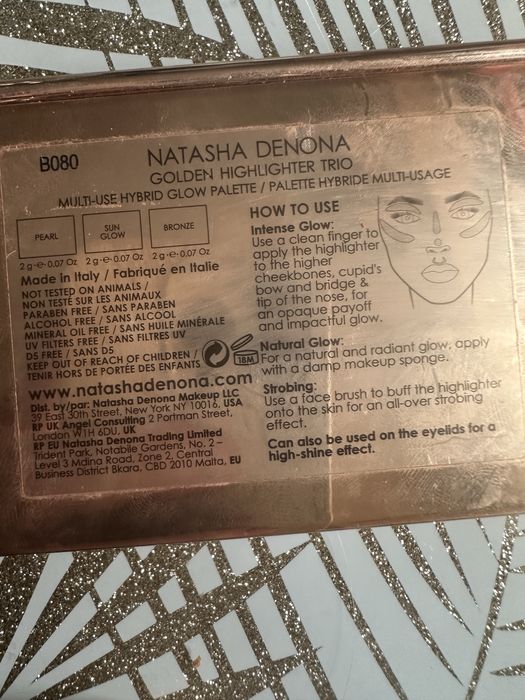 B080
NATASHA DENONA
GOLDEN HIGHLIGHTER TRIO
MULTI-USE HYBRID GLOW PALETTE / PALETTE HYBRIDE MULTI-USAGE
PEARL
SUN
GLOW
BRONZE
2 g-e-0.07 Oz 2 g-e-0.07 Oz 2 g-e-0.07 Oz
Made in Italy / Fabriqué en Italie
NOT TESTED ON ANIMALS /
NON TESTÉ SUR LES ANIMAUX
PARABEN FREE / SANS PARABEN
ALCOHOL FREE / SANS ALCOOL
MINERAL OIL FREE / SANS HUILE MINÉRALE
UV FILTERS FREE / SANS FILTRES UV
D5 FREE / SANS D5
KEEP OUT OF REACH OF CHILDREN /
TENIR HORS DE PORTÉE DES ENFANTS
18M
www.natashadenona.com
Dist. by/par: Natasha Denona Makeup LLC
39 East 30th Street, New York NY 10016, USA
RP UK Angel Consulting 2 Portman Street,
London W1H 6DU, UK
RP EU Natasha Denona Trading Limited
Trident Park, Notabile Gardens, No. 2 –
Level 3 Mdina Road, Zone 2, Central
Business District Bkara, CBD 2010 Malta, EU
HOW TO USE
Intense Glow:
Use a clean finger to
apply the highlighter
to the higher
cheekbones, cupid's
bow and bridge &
tip of the nose, for
an opaque payoff
and impactful glow.
Natural Glow:
For a natural and radiant glow, apply
with a damp makeup sponge.
Strobing:
Use a face brush to buff the highlighter
onto the skin for an all-over strobing
effect.
Can also be used on the eyelids for a
high-shine effect.